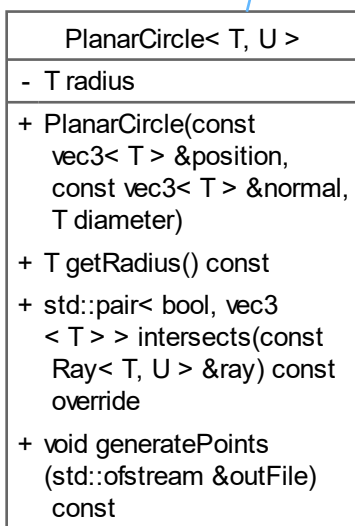 PlanarCircle< T, U >
- T radius
+ PlanarCircle(const
vec3< T > &position,
const vec3< T > &normal,
T diameter)
+ T getRadius() const
+ std::pair< bool, vec3
< T > > intersects(const
Ray< T, U > &ray) const
override
+ void generatePoints
(std::ofstream &outFile)
const